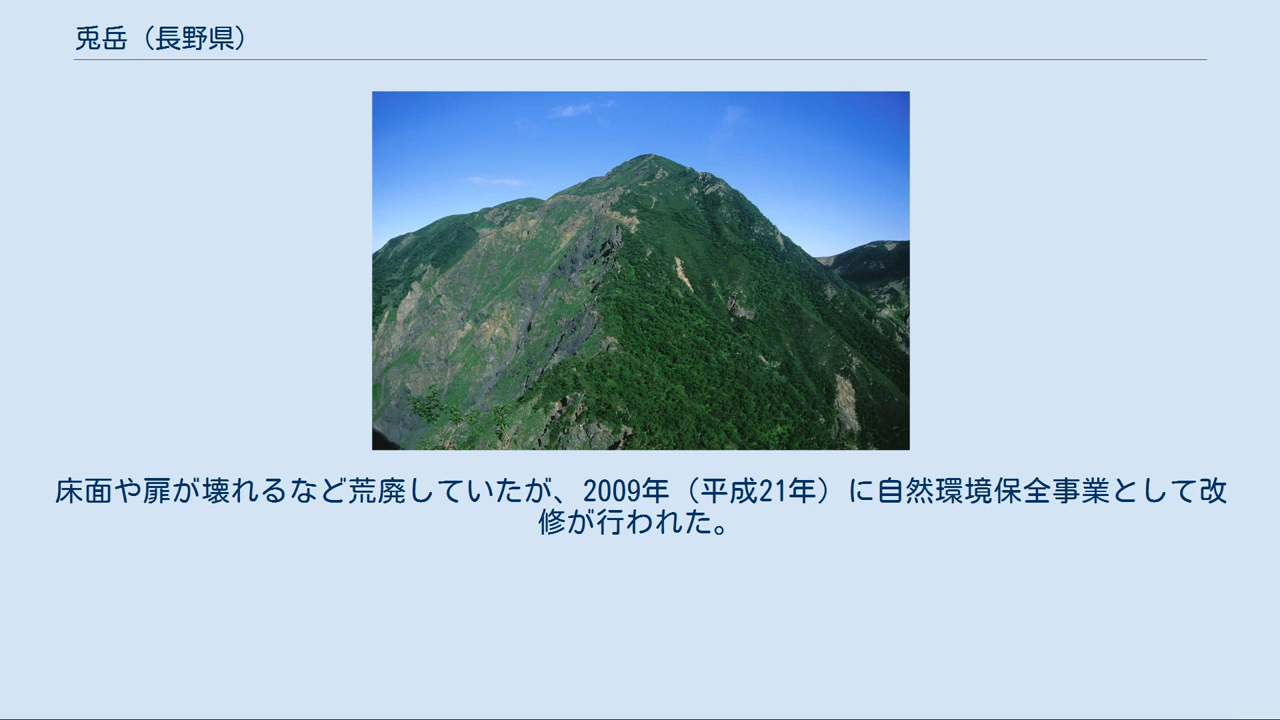 兎岳（長野県）
床面や扉が壊れるなど荒廃していたが、2009年（平成21年）に自然環境保全事業として改
修が行われた。